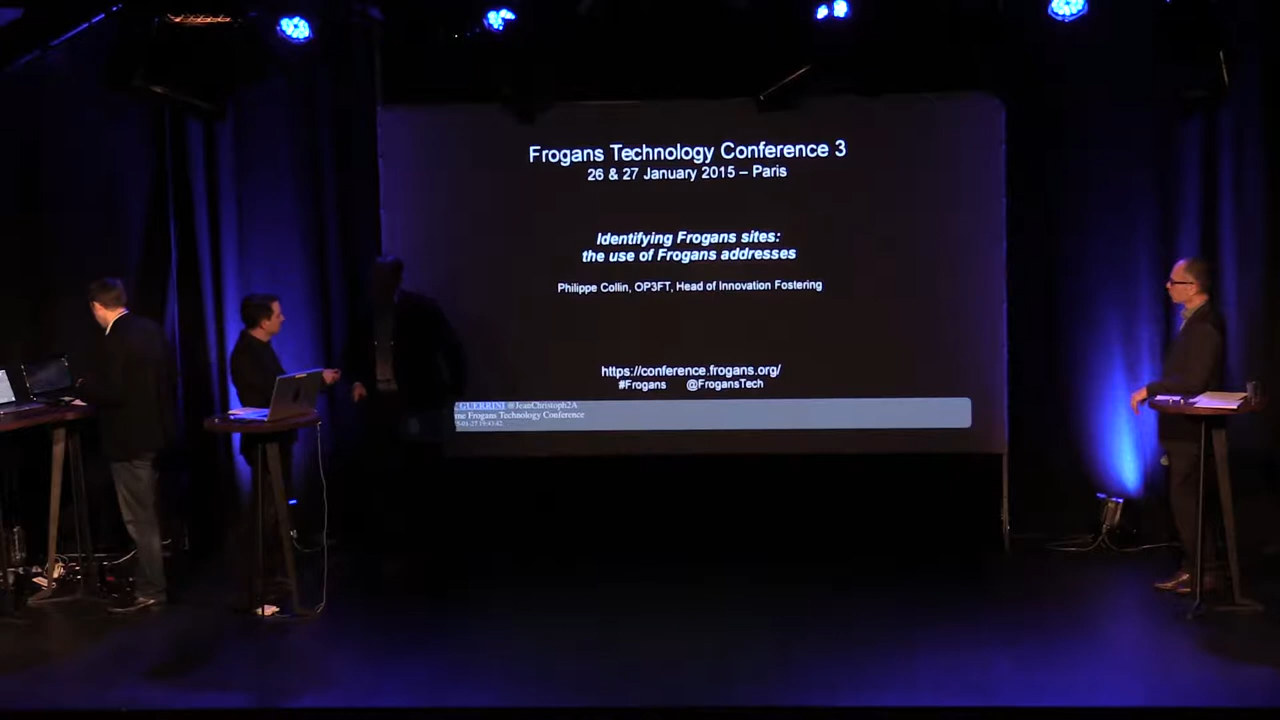 Frogans Technology Conference 3
26 & 27 January 2015 – Paris
Identifying Frogans sites:
the use of Frogans addresses
Philippe Collin, OP3FT, Head of Innovation Fostering
https://conference.frogans.org/
#Frogans @FrogansTech
GUERRINI @JeanChristoph2A
Frogans Technology Conference